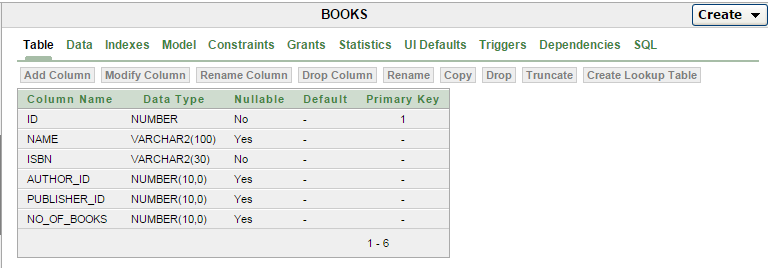 BOOKS
Create
Table Data Indexes Model Constraints Grants Statistics UI Defaults Triggers Dependencies SQL
Add Column Modify Column Rename Column Drop Column Rename Copy Drop Truncate Create Lookup Table
Column Name Data Type Nullable Default Primary Key
ID NUMBER No - 1
NAME VARCHAR2(100) Yes - -
ISBN VARCHAR2(30) No - -
AUTHOR_ID NUMBER(10,0) Yes - -
PUBLISHER_ID NUMBER(10,0) Yes - -
NO_OF_BOOKS NUMBER(10,0) Yes - -
1 - 6